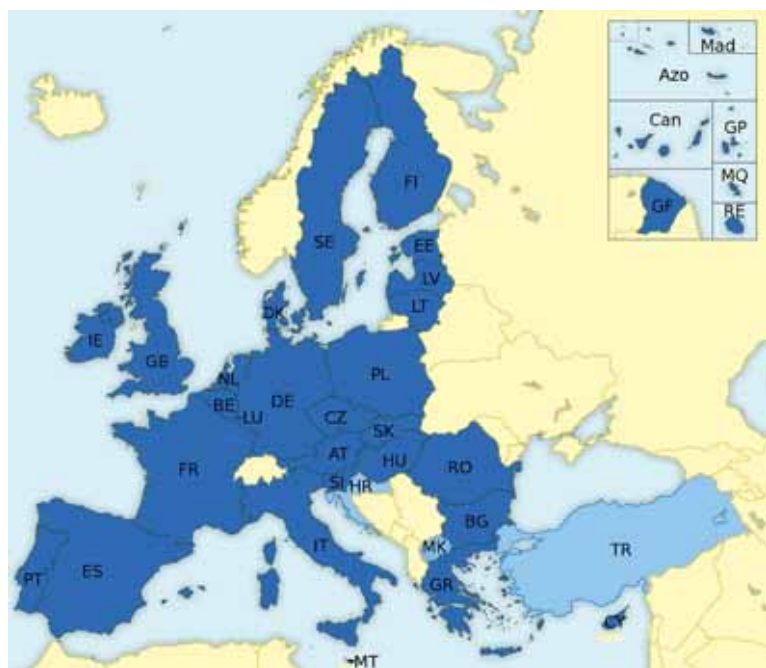 Mad
Azo
Can
GP
MQ
GF
RE
FI
SE
EE
LV
LT
DK
IE
GB
NL
BE
LU
DE
PL
CZ
SK
AT
HU
FR
SI
HR
RO
IT
BG
MK
TR
PT
ES
GR
CY
MT